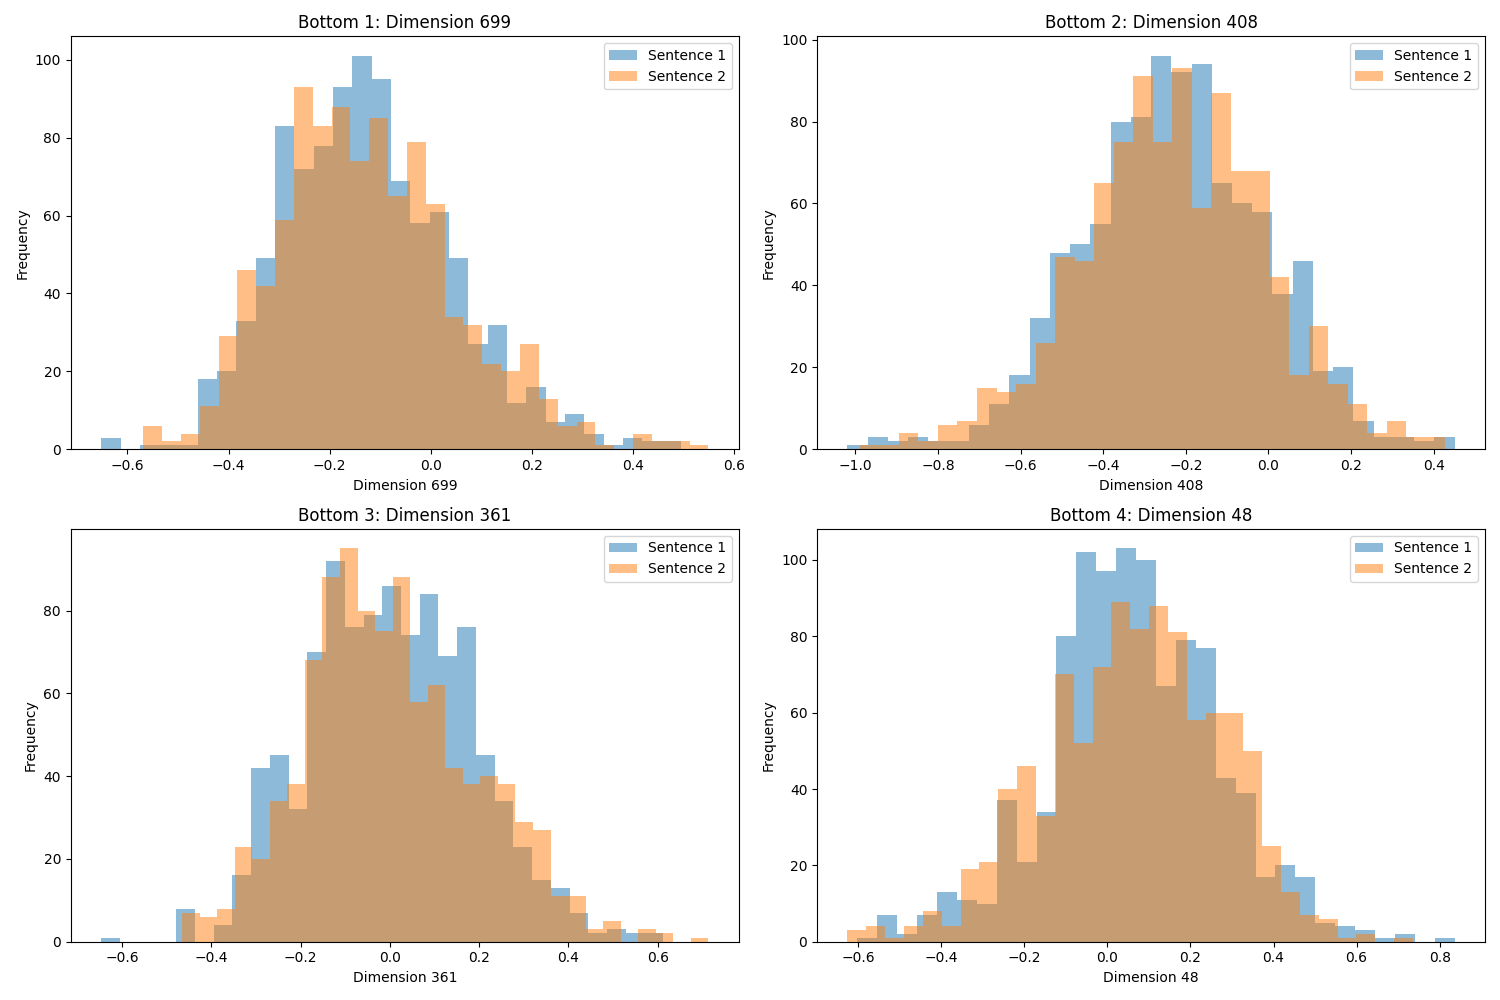 Bottom 1: Dimension 699
Sentence 1
Sentence 2
Frequency
100
80
60
40
20
0
−0.6 −0.4 −0.2 0.0 0.2 0.4 0.6
Dimension 699
Bottom 2: Dimension 408
Sentence 1
Sentence 2
Frequency
100
80
60
40
20
0
−1.0 −0.8 −0.6 −0.4 −0.2 0.0 0.2 0.4
Dimension 408
Bottom 3: Dimension 361
Sentence 1
Sentence 2
Frequency
80
60
40
20
0
−0.6 −0.4 −0.2 0.0 0.2 0.4 0.6
Dimension 361
Bottom 4: Dimension 48
Sentence 1
Sentence 2
Frequency
100
80
60
40
20
0
−0.6 −0.4 −0.2 0.0 0.2 0.4 0.6 0.8
Dimension 48